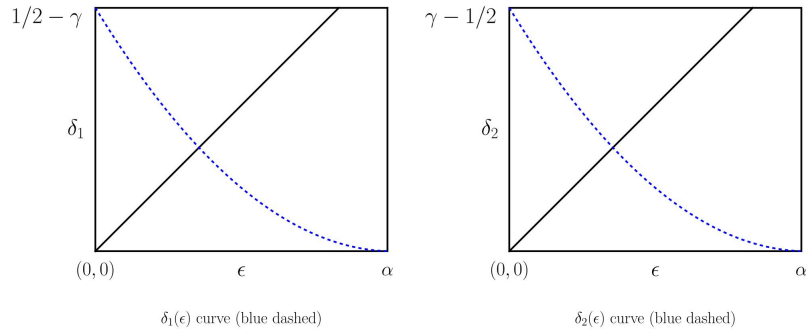 1/2 − γ
δ₁
(0, 0)
ϵ
α
δ₁(ϵ) curve (blue dashed)
γ − 1/2
δ₂
(0, 0)
ϵ
α
δ₂(ϵ) curve (blue dashed)